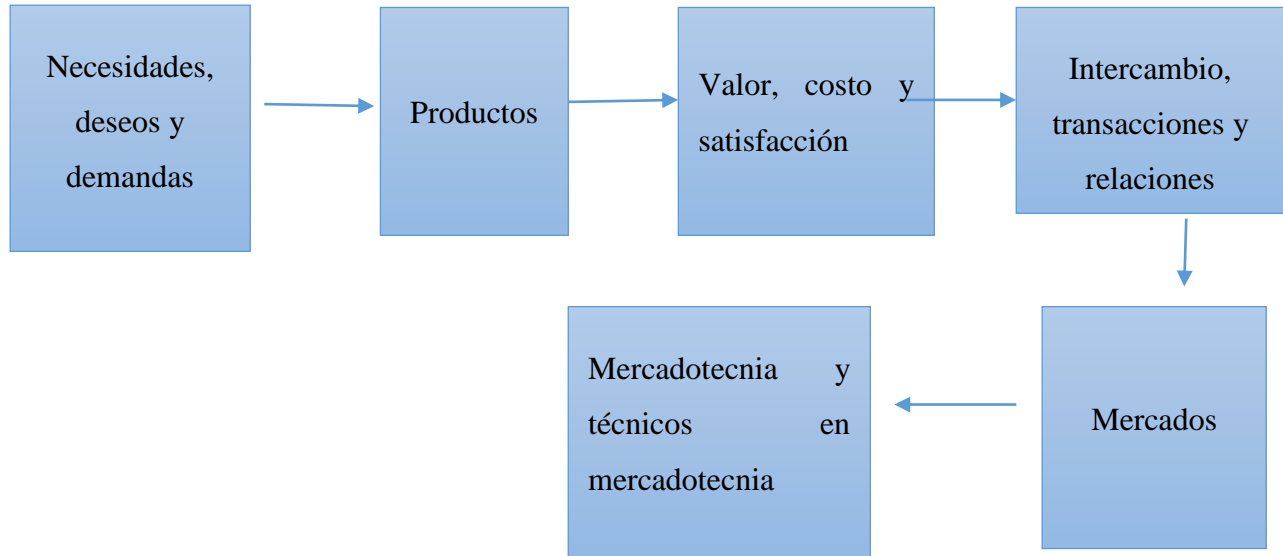 Necesidades,
deseos y
demandas
Productos
Valor, costo y
satisfacción
Intercambio,
transacciones y
relaciones
Mercadotecnia y
técnicos en
mercadotecnia
Mercados